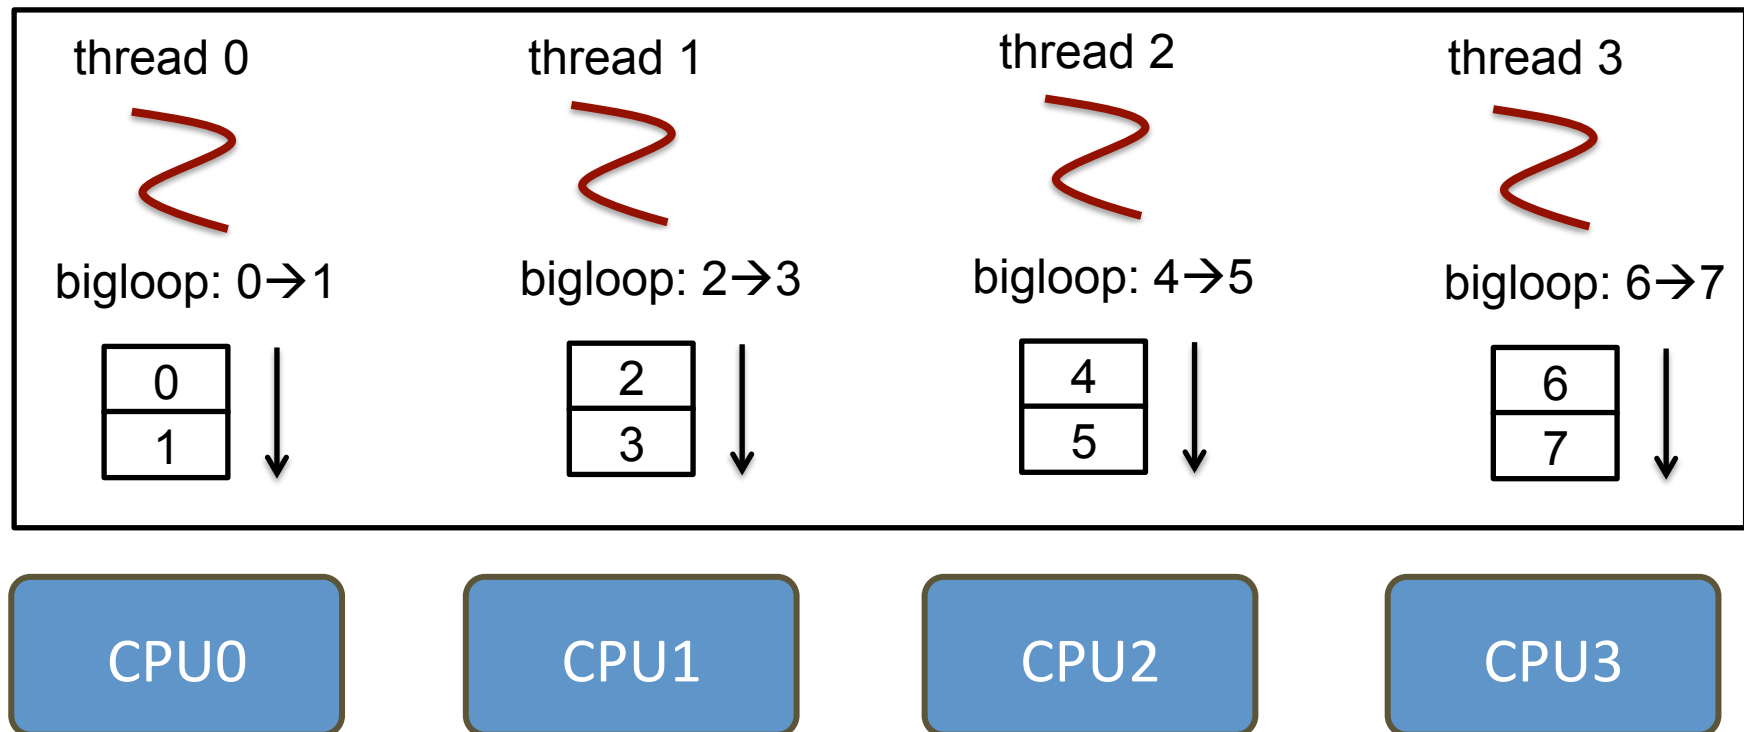 thread 0
thread 1
thread 2
thread 3
bigloop: 0→1
bigloop: 2→3
bigloop: 4→5
bigloop: 6→7
0
1
2
3
4
5
6
7
CPU0
CPU1
CPU2
CPU3